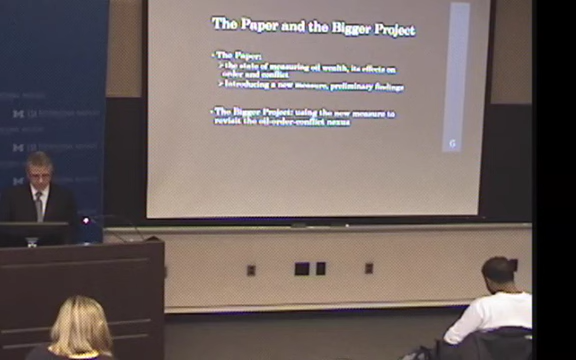 The Paper and the Bigger Project
• The Paper:
➢ the state of measuring oil wealth, its effects on
order and conflict
➢ Introducing a new measure, preliminary findings
• The Bigger Project: using the new measure to
revisit the oil-order-conflict nexus
6